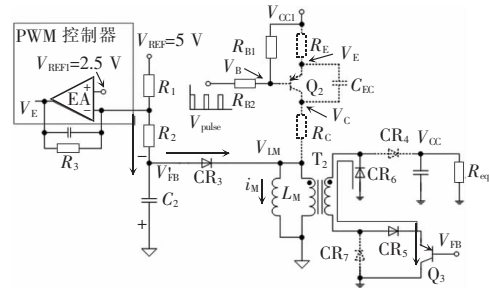 PWM 控制器
V_REF=5 V
V_REF1=2.5 V
V_E
EA
+
−
R_1
R_2
R_3
−
V'_FB
C_2
+
CR_3
V_pulse
V_CC1
R_B1
R_B2
V_B
R_E
V_E
Q_2
C_EC
V_C
R_C
V_LM
i_M
L_M
T_2
CR_4
V_CC
CR_6
R_eq
CR_7
CR_5
V_FB
Q_3